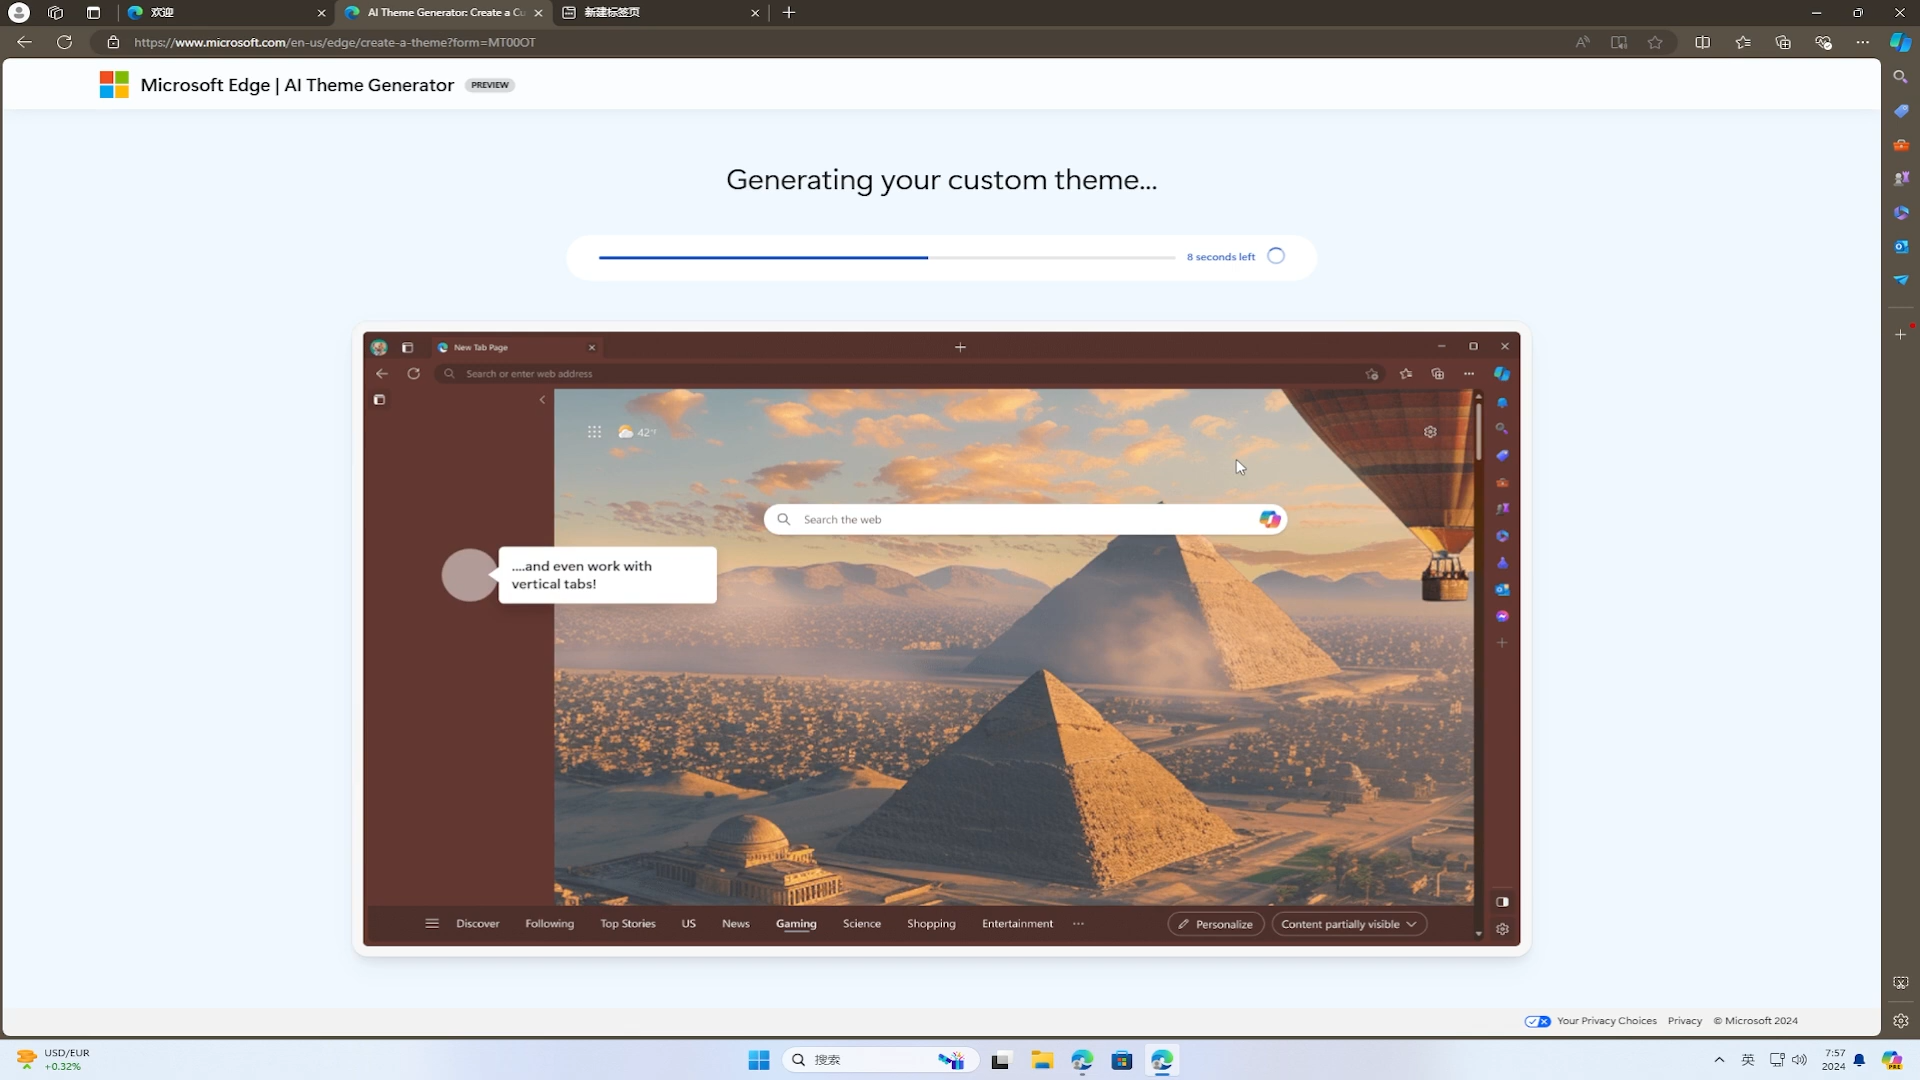 欢迎
AI Theme Generator: Create a Cu
新建标签页
https://www.microsoft.com/en-us/edge/create-a-theme?form=MT00OT
Microsoft Edge | AI Theme Generator PREVIEW
Generating your custom theme...
8 seconds left
New Tab Page
Search or enter web address
42°F
Search the web
....and even work with
vertical tabs!
Discover Following Top Stories US News Gaming Science Shopping Entertainment ··· Personalize Content partially visible
Your Privacy Choices Privacy © Microsoft 2024
USD/EUR
+0.32%
搜索
英
7:57
2024
PRE